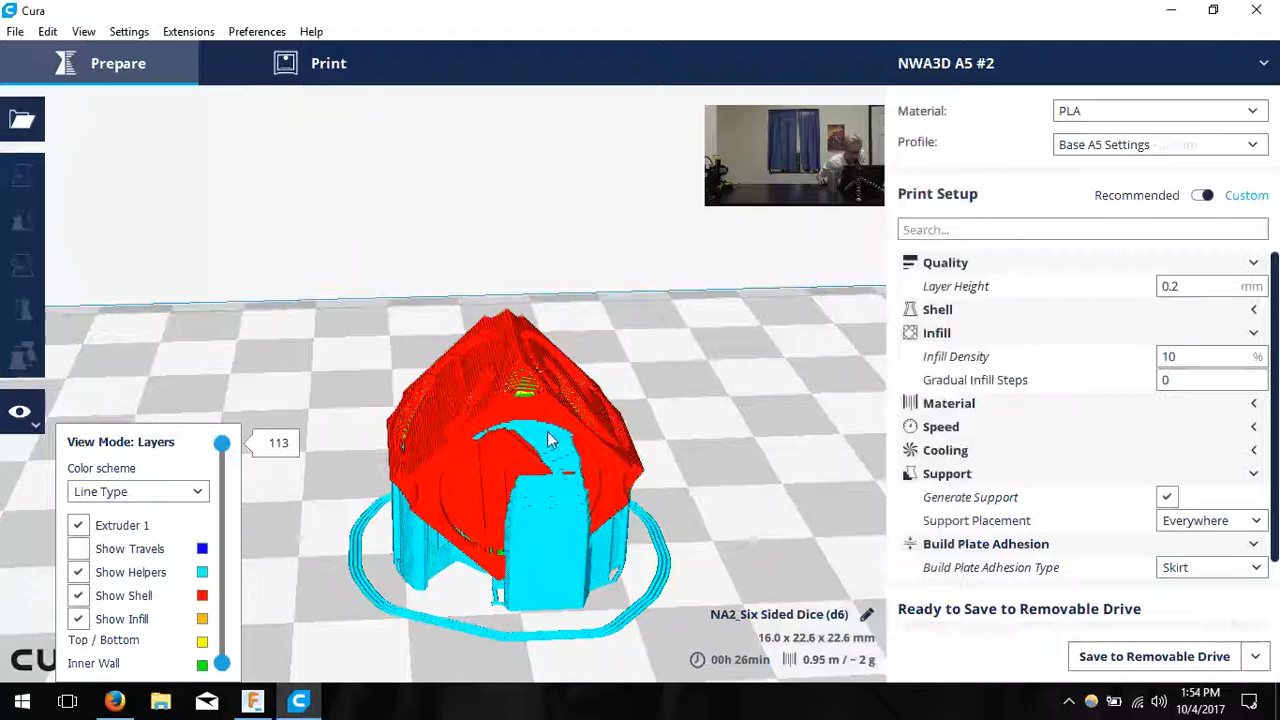 Cura
File Edit View Settings Extensions Preferences Help
Prepare Print NWA3D A5 #2
Material: PLA
Profile: Base A5 Settings -
Print Setup Recommended Custom
Search...
Quality
Layer Height 0.2 mm
Shell
Infill
Infill Density 10 %
Gradual Infill Steps 0
Material
Speed
Cooling
Support
Generate Support
Support Placement Everywhere
Build Plate Adhesion
Build Plate Adhesion Type Skirt
View Mode: Layers 113
Color scheme
Line Type
Extruder 1
Show Travels
Show Helpers
Show Shell
Show Infill
Top / Bottom
Inner Wall
NA2_Six Sided Dice (d6)
16.0 x 22.6 x 22.6 mm
00h 26min 0.95 m / ~ 2 g
Ready to Save to Removable Drive
Save to Removable Drive
1:54 PM
10/4/2017